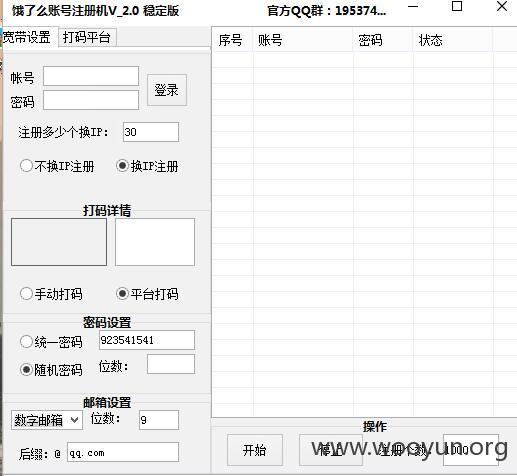 饿了么账号注册机V_2.0 稳定版 官方QQ群：195374...
宽带设置 打码平台
帐号
密码
登录
注册多少个换IP： 30
不换IP注册 换IP注册
打码详情
手动打码 平台打码
密码设置
统一密码 923541541
随机密码 位数：
邮箱设置
数字邮箱 位数： 9
后缀：@ qq.com
序号 账号 密码 状态
操作
开始 停止 注册个数：
www.wooyun.org